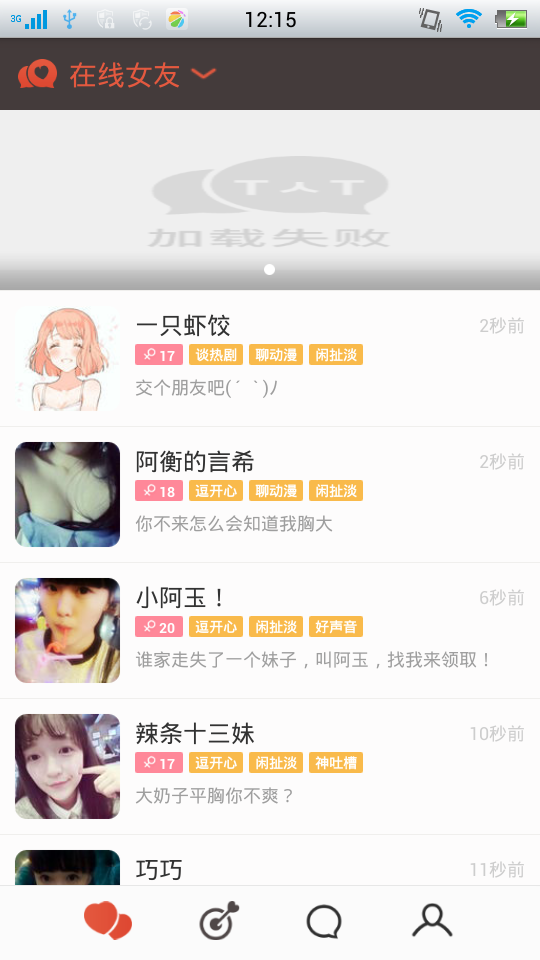 3G 12:15
在线女友
T人T
加载失败
一只虾饺 2秒前
17 谈热剧 聊动漫 闲扯淡
交个朋友吧(´ `)ﾉ
阿衡的言希 2秒前
18 逗开心 聊动漫 闲扯淡
你不来怎么会知道我胸大
小阿玉！ 6秒前
20 逗开心 闲扯淡 好声音
谁家走失了一个妹子，叫阿玉，找我来领取！
辣条十三妹 10秒前
17 逗开心 闲扯淡 神吐槽
大奶子平胸你不爽？
巧巧 11秒前